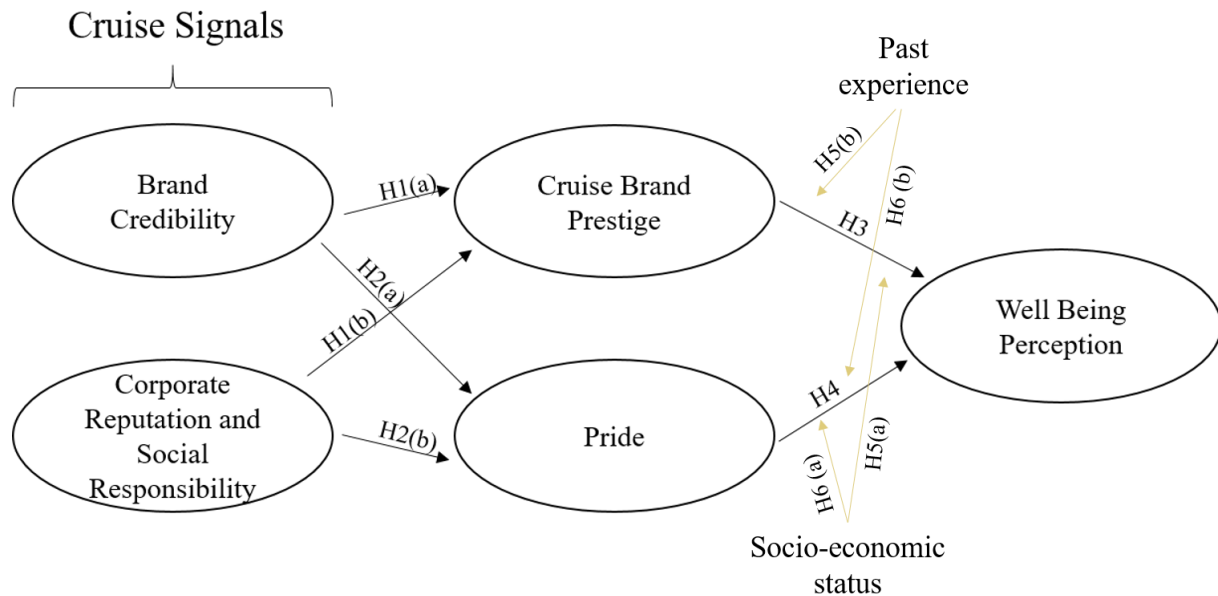 Cruise Signals
Past
experience
Brand
Credibility
H1(a)
Cruise Brand
Prestige
H5(b)
H6 (b)
H3
H2(a)
H1(b)
Well Being
Perception
Corporate
Reputation and
Social
Responsibility
H2(b)
Pride
H4
H6 (a)
H5(a)
Socio-economic
status